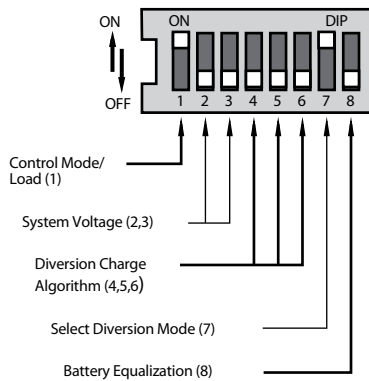 ON
ON DIP
OFF
1 2 3 4 5 6 7 8
Control Mode/
Load (1)
System Voltage (2,3)
Diversion Charge
Algorithm (4,5,6)
Select Diversion Mode (7)
Battery Equalization (8)